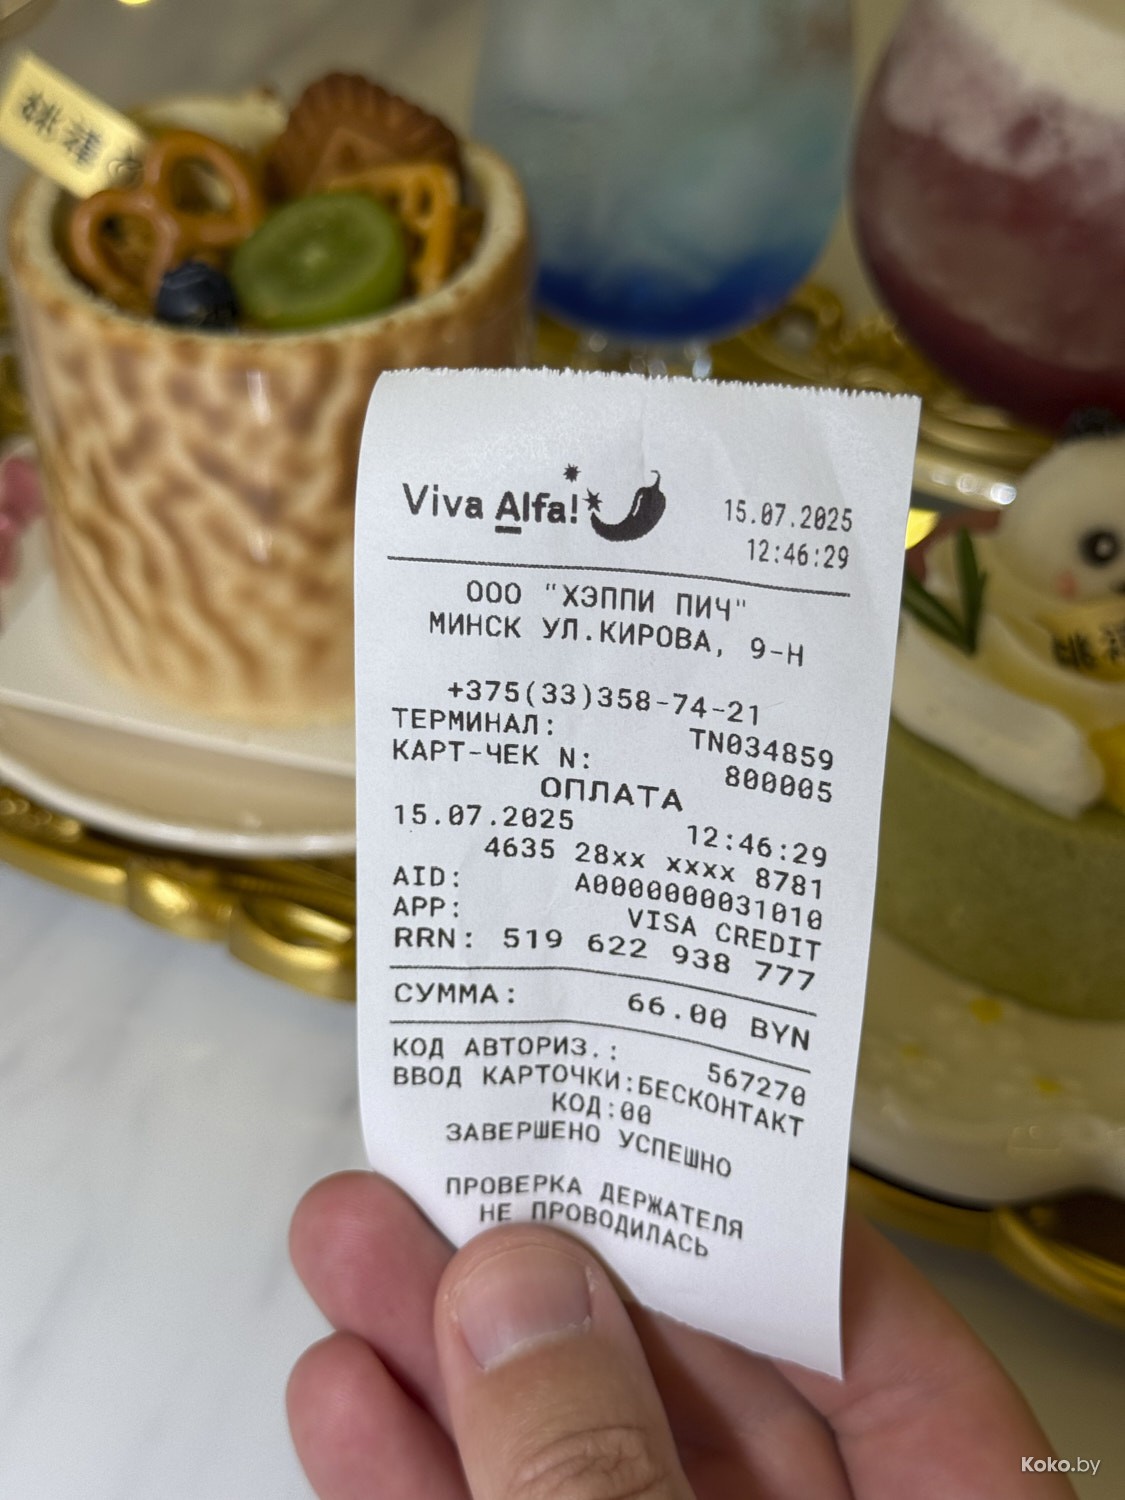 Viva Alfa!
15.07.2025
12:46:29
ООО "ХЭППИ ПИЧ"
МИНСК УЛ.КИРОВА, 9-Н
+375(33)358-74-21
ТЕРМИНАЛ: TN034859
КАРТ-ЧЕК N: 800005
ОПЛАТА
15.07.2025 12:46:29
4635 28xx xxxx 8781
AID: A0000000031010
APP: VISA CREDIT
RRN: 519 622 938 777
СУММА: 66.00 BYN
КОД АВТОРИЗ.: 567270
ВВОД КАРТОЧКИ:БЕСКОНТАКТ
КОД:00
ЗАВЕРШЕНО УСПЕШНО
ПРОВЕРКА ДЕРЖАТЕЛЯ
НЕ ПРОВОДИЛАСЬ
Koko.by